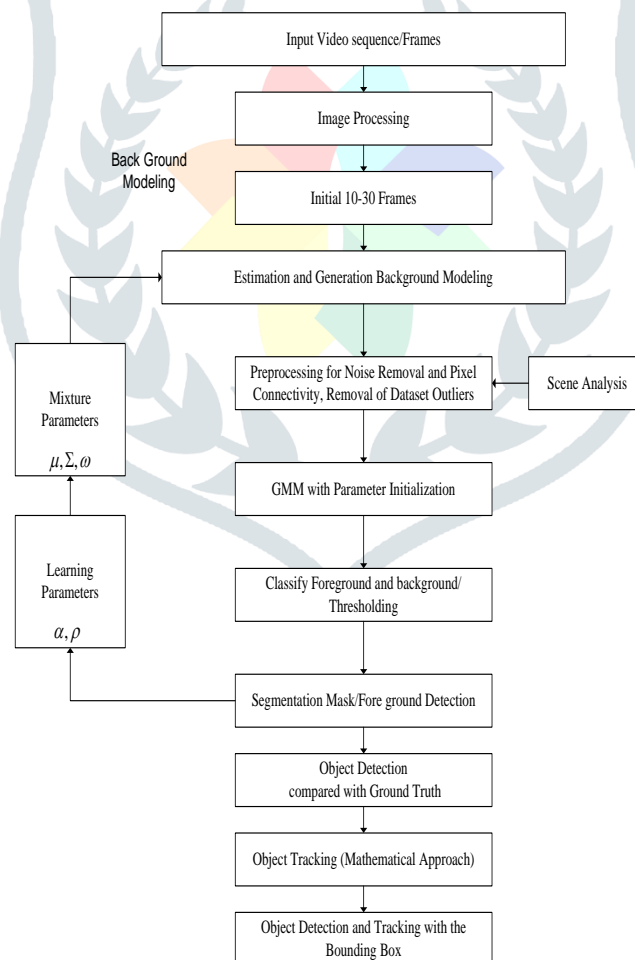 Input Video sequence/Frames
Image Processing
Back Ground
Modeling
Initial 10-30 Frames
Estimation and Generation Background Modeling
Preprocessing for Noise Removal and Pixel
Connectivity, Removal of Dataset Outliers
Scene Analysis
Mixture
Parameters
μ,Σ,ω
GMM with Parameter Initialization
Learning
Parameters
α,ρ
Classify Foreground and background/
Thresholding
Segmentation Mask/Fore ground Detection
Object Detection
compared with Ground Truth
Object Tracking (Mathematical Approach)
Object Detection and Tracking with the
Bounding Box